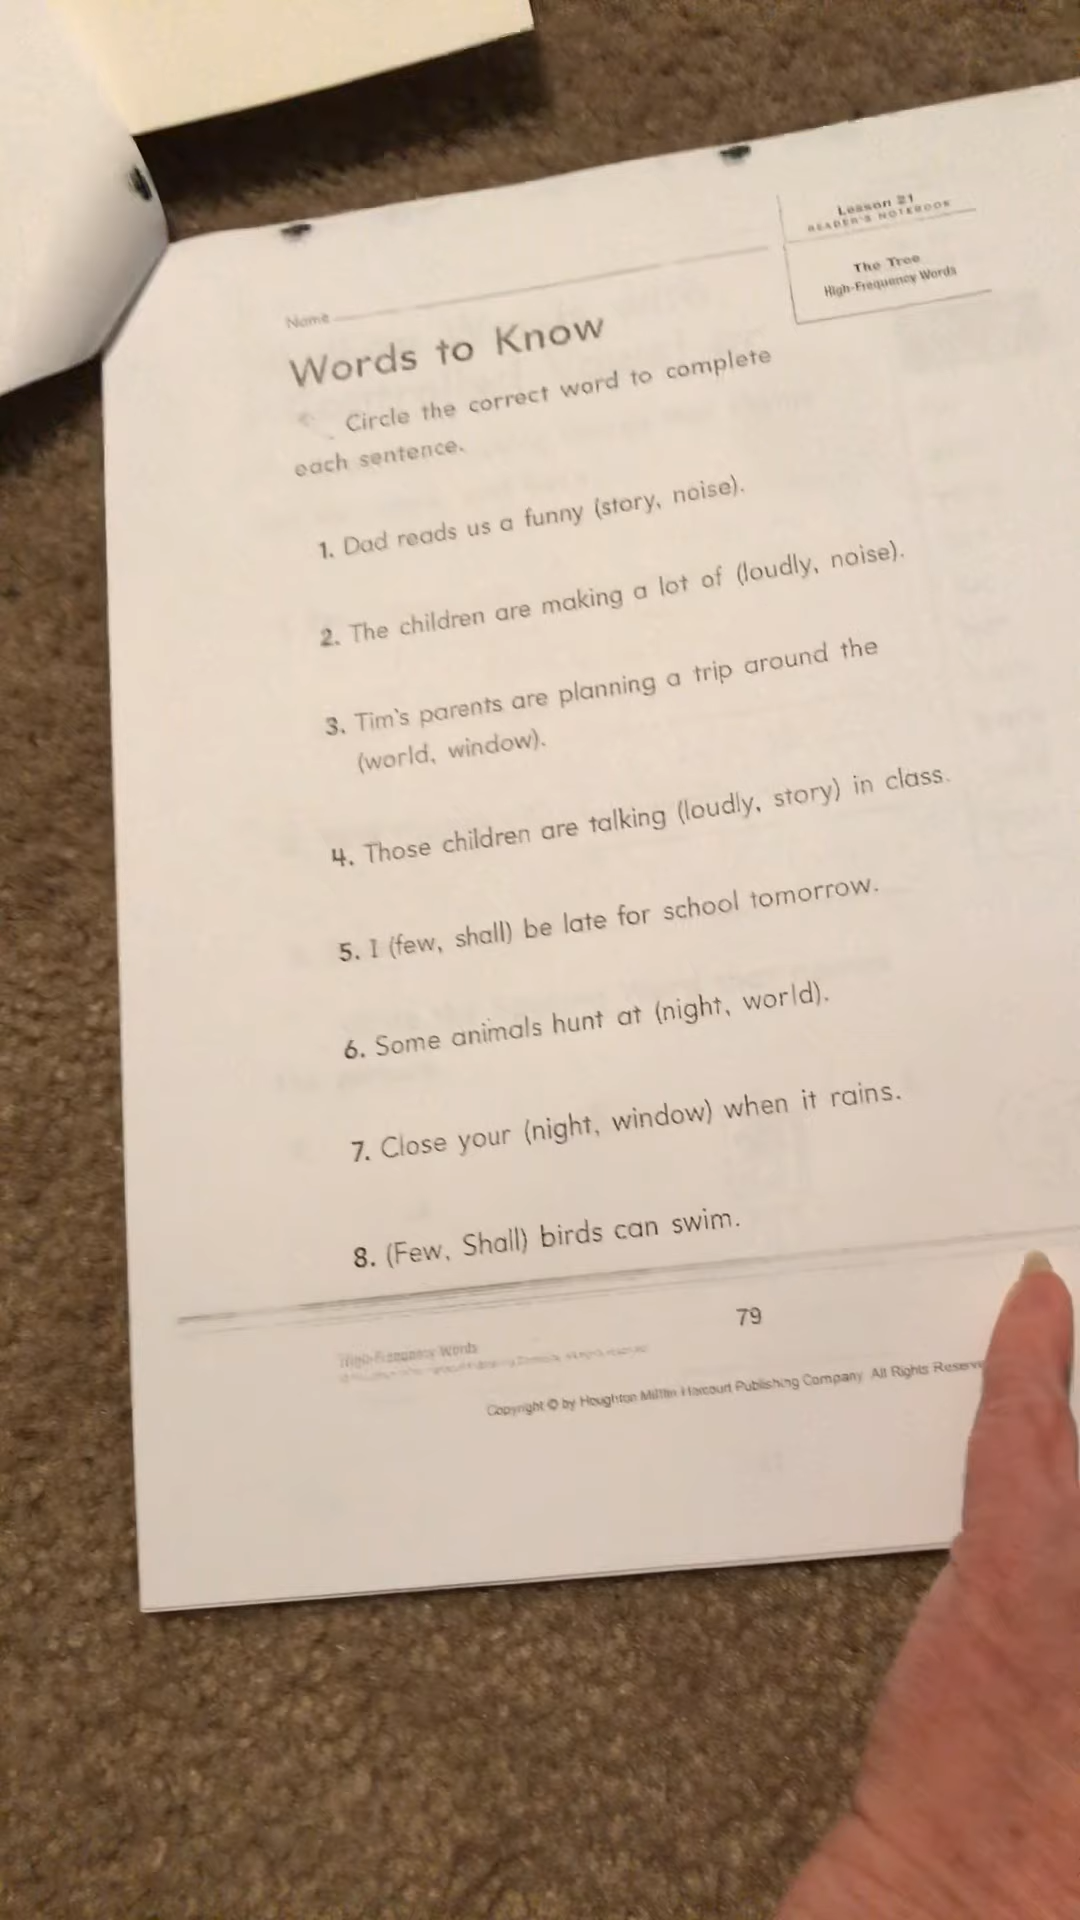 Lesson 21
READER'S NOTEBOOK
The Tree
High-Frequency Words
Name
Words to Know
Circle the correct word to complete
each sentence.
1. Dad reads us a funny (story, noise).
2. The children are making a lot of (loudly, noise).
3. Tim's parents are planning a trip around the
(world, window).
4. Those children are talking (loudly, story) in class.
5. I (few, shall) be late for school tomorrow.
6. Some animals hunt at (night, world).
7. Close your (night, window) when it rains.
8. (Few, Shall) birds can swim.
79
High-Frequency Words
Copyright © by Houghton Mifflin Harcourt Publishing Company. All Rights Reserve